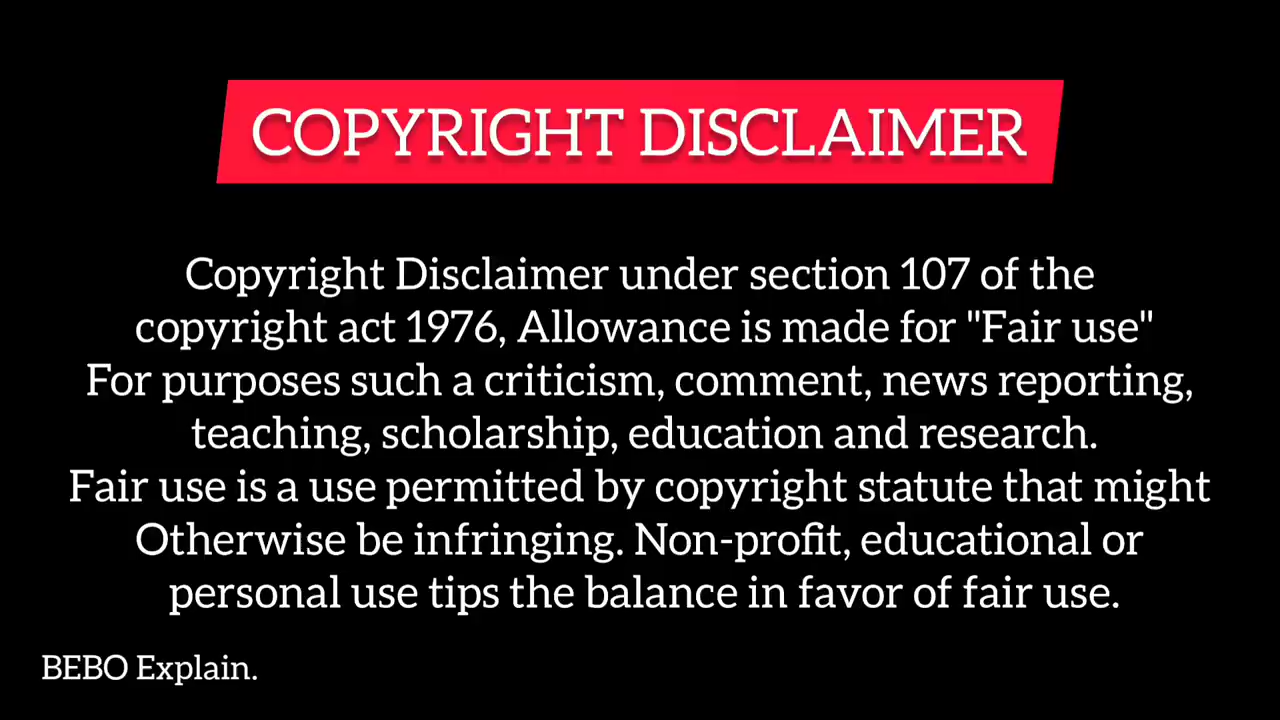 COPYRIGHT DISCLAIMER
Copyright Disclaimer under section 107 of the
copyright act 1976, Allowance is made for "Fair use"
For purposes such a criticism, comment, news reporting,
teaching, scholarship, education and research.
Fair use is a use permitted by copyright statute that might
Otherwise be infringing. Non-profit, educational or
personal use tips the balance in favor of fair use.
BEBO Explain.